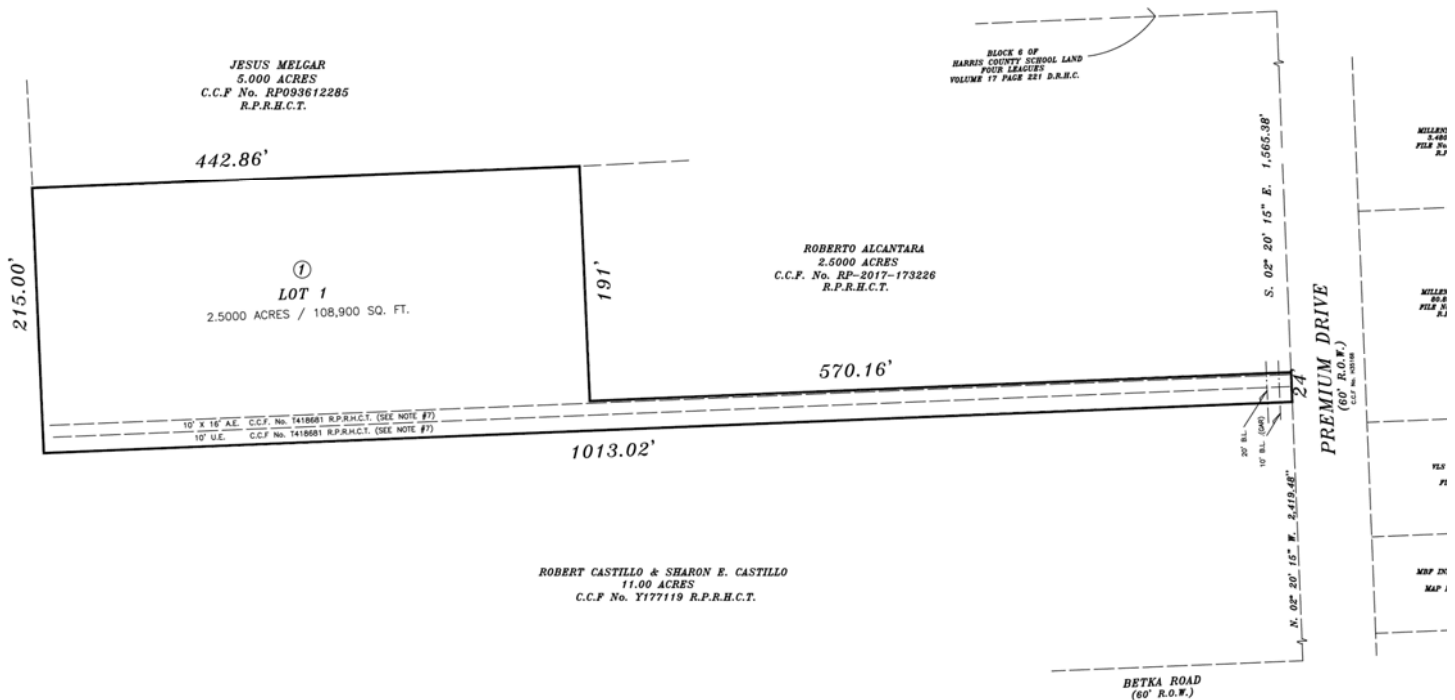 BLOCK 6 OF
HARRIS COUNTY SCHOOL LAND
FOUR LEAGUES
VOLUME 17 PAGE 221 D.R.H.C.
JESUS MELGAR
5.000 ACRES
C.C.F No. RP093612285
R.P.R.H.C.T.
442.86'
S. 02° 20' 15" E. 1,565.38'
215.00'
191'
1
LOT 1
2.5000 ACRES / 108,900 SQ. FT.
ROBERTO ALCANTARA
2.5000 ACRES
C.C.F. No. RP-2017-173226
R.P.R.H.C.T.
570.16'
24'
PREMIUM DRIVE
(60' R.O.W.)
10' X 16' A.E. C.C.F. No. T418681 R.P.R.H.C.T. (SEE NOTE #7)
10' U.E. C.C.F No. T418681 R.P.R.H.C.T. (SEE NOTE #7)
1013.02'
20' B.L.
10' B.L.
N. 02° 20' 15" W. 2,419.48"
ROBERT CASTILLO & SHARON E. CASTILLO
11.00 ACRES
C.C.F No. Y177119 R.P.R.H.C.T.
BETKA ROAD
(60' R.O.W.)
VLS